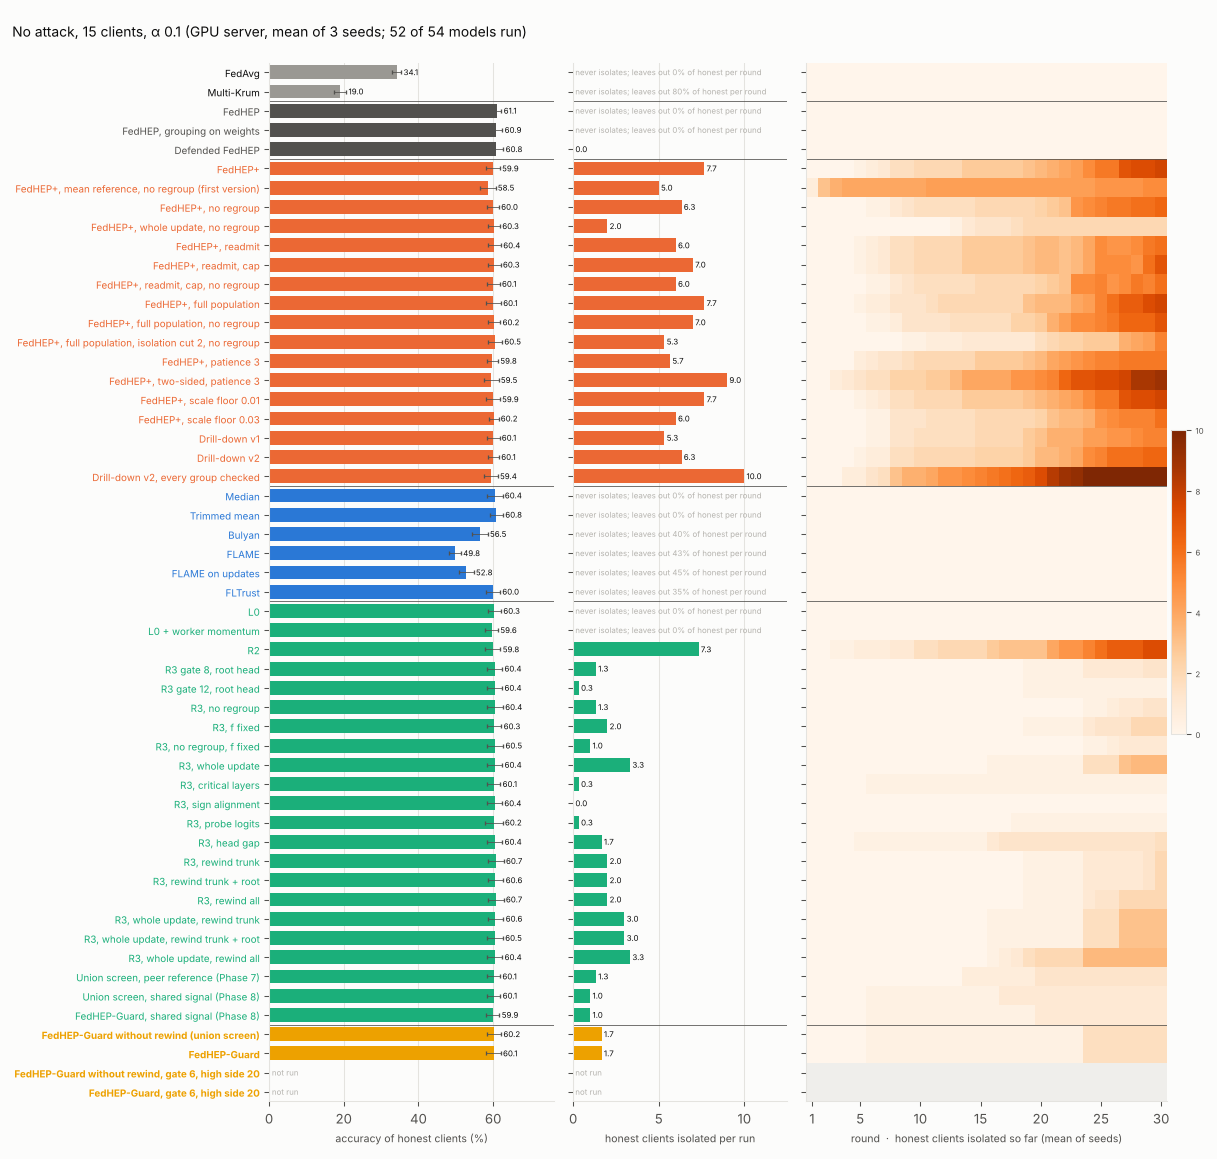 No attack, 15 clients, α 0.1 (GPU server, mean of 3 seeds; 52 of 54 models run)
FedAvg 34.1 never isolates; leaves out 0% of honest per round
Multi-Krum 19.0 never isolates; leaves out 80% of honest per round
FedHEP 61.1 never isolates; leaves out 0% of honest per round
FedHEP, grouping on weights 60.9 never isolates; leaves out 0% of honest per round
Defended FedHEP 60.8 0.0
FedHEP+ 59.9 7.7
FedHEP+, mean reference, no regroup (first version) 58.5 5.0
FedHEP+, no regroup 60.0 6.3
FedHEP+, whole update, no regroup 60.3 2.0
FedHEP+, readmit 60.4 6.0
FedHEP+, readmit, cap 60.3 7.0
FedHEP+, readmit, cap, no regroup 60.1 6.0
FedHEP+, full population 60.1 7.7
FedHEP+, full population, no regroup 60.2 7.0
FedHEP+, full population, isolation cut 2, no regroup 60.5 5.3
FedHEP+, patience 3 59.8 5.7
FedHEP+, two-sided, patience 3 59.5 9.0
FedHEP+, scale floor 0.01 59.9 7.7
FedHEP+, scale floor 0.03 60.2 6.0
Drill-down v1 60.1 5.3
Drill-down v2 60.1 6.3
Drill-down v2, every group checked 59.4 10.0
Median 60.4 never isolates; leaves out 0% of honest per round
Trimmed mean 60.8 never isolates; leaves out 0% of honest per round
Bulyan 56.5 never isolates; leaves out 40% of honest per round
FLAME 49.8 never isolates; leaves out 43% of honest per round
FLAME on updates 52.8 never isolates; leaves out 45% of honest per round
FLTrust 60.0 never isolates; leaves out 35% of honest per round
L0 60.3 never isolates; leaves out 0% of honest per round
L0 + worker momentum 59.6 never isolates; leaves out 0% of honest per round
R2 59.8 7.3
R3 gate 8, root head 60.4 1.3
R3 gate 12, root head 60.4 0.3
R3, no regroup 60.4 1.3
R3, f fixed 60.3 2.0
R3, no regroup, f fixed 60.5 1.0
R3, whole update 60.4 3.3
R3, critical layers 60.1 0.3
R3, sign alignment 60.4 0.0
R3, probe logits 60.2 0.3
R3, head gap 60.4 1.7
R3, rewind trunk 60.7 2.0
R3, rewind trunk + root 60.6 2.0
R3, rewind all 60.7 2.0
R3, whole update, rewind trunk 60.6 3.0
R3, whole update, rewind trunk + root 60.5 3.0
R3, whole update, rewind all 60.4 3.3
Union screen, peer reference (Phase 7) 60.1 1.3
Union screen, shared signal (Phase 8) 60.1 1.0
FedHEP-Guard, shared signal (Phase 8) 59.9 1.0
FedHEP-Guard without rewind (union screen) 60.2 1.7
FedHEP-Guard 60.1 1.7
FedHEP-Guard without rewind, gate 6, high side 20 not run not run
FedHEP-Guard, gate 6, high side 20 not run not run
0 20 40 60
accuracy of honest clients (%)
0 5 10
honest clients isolated per run
1 5 10 15 20 25 30
round · honest clients isolated so far (mean of seeds)
10
8
6
4
2
0